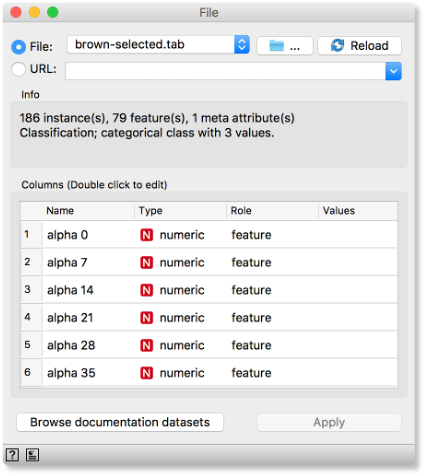 File
File: brown-selected.tab ... Reload
URL:
Info
186 instance(s), 79 feature(s), 1 meta attribute(s)
Classification; categorical class with 3 values.
Columns (Double click to edit)
Name Type Role Values
1 alpha 0 N numeric feature
2 alpha 7 N numeric feature
3 alpha 14 N numeric feature
4 alpha 21 N numeric feature
5 alpha 28 N numeric feature
6 alpha 35 N numeric feature
Browse documentation datasets Apply
?